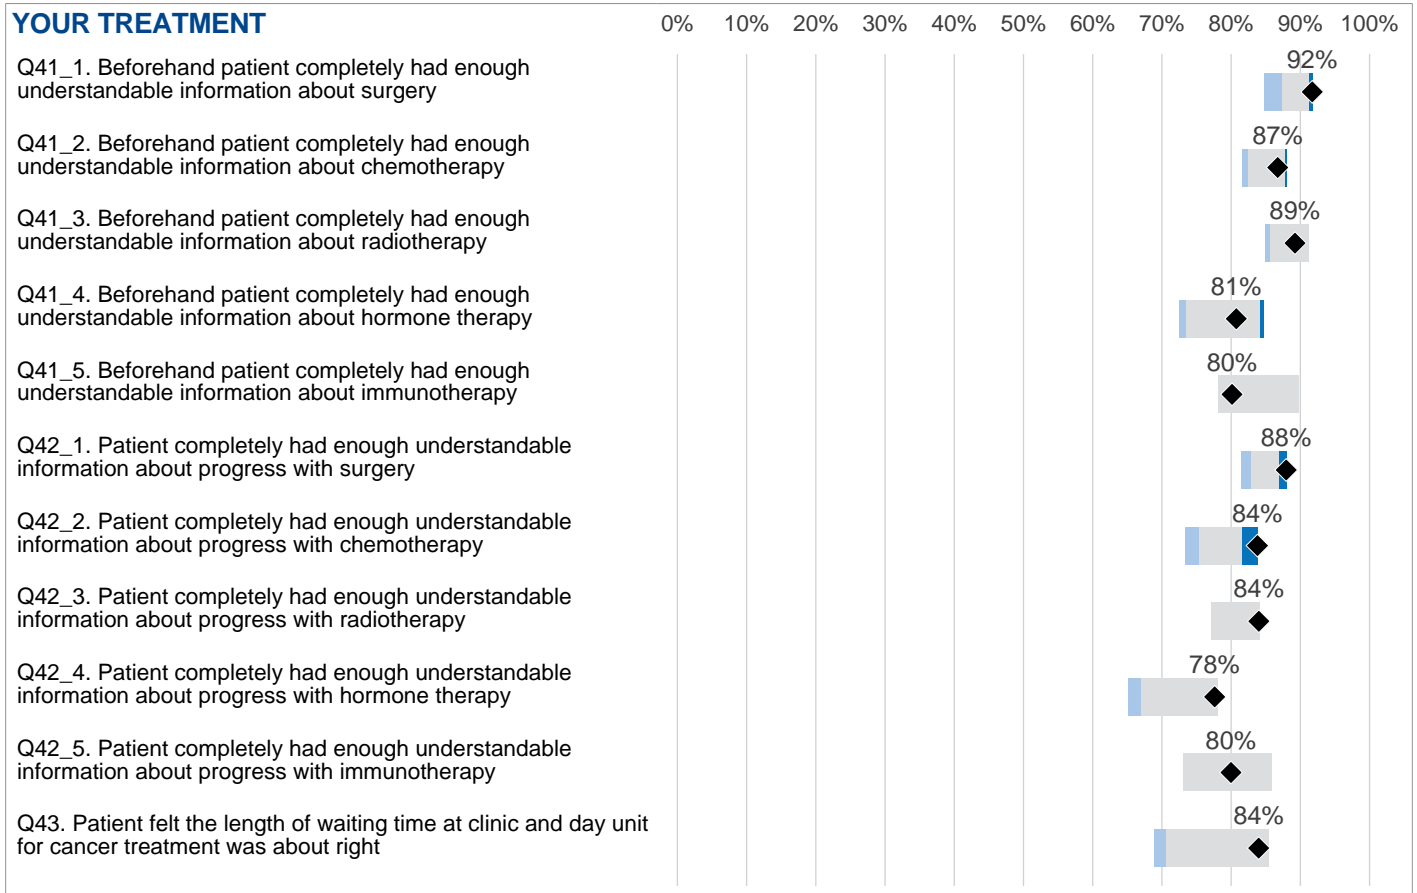 YOUR TREATMENT
0% 10% 20% 30% 40% 50% 60% 70% 80% 90% 100%
Q41_1. Beforehand patient completely had enough
understandable information about surgery
92%
Q41_2. Beforehand patient completely had enough
understandable information about chemotherapy
87%
Q41_3. Beforehand patient completely had enough
understandable information about radiotherapy
89%
Q41_4. Beforehand patient completely had enough
understandable information about hormone therapy
81%
Q41_5. Beforehand patient completely had enough
understandable information about immunotherapy
80%
Q42_1. Patient completely had enough understandable
information about progress with surgery
88%
Q42_2. Patient completely had enough understandable
information about progress with chemotherapy
84%
Q42_3. Patient completely had enough understandable
information about progress with radiotherapy
84%
Q42_4. Patient completely had enough understandable
information about progress with hormone therapy
78%
Q42_5. Patient completely had enough understandable
information about progress with immunotherapy
80%
Q43. Patient felt the length of waiting time at clinic and day unit
for cancer treatment was about right
84%